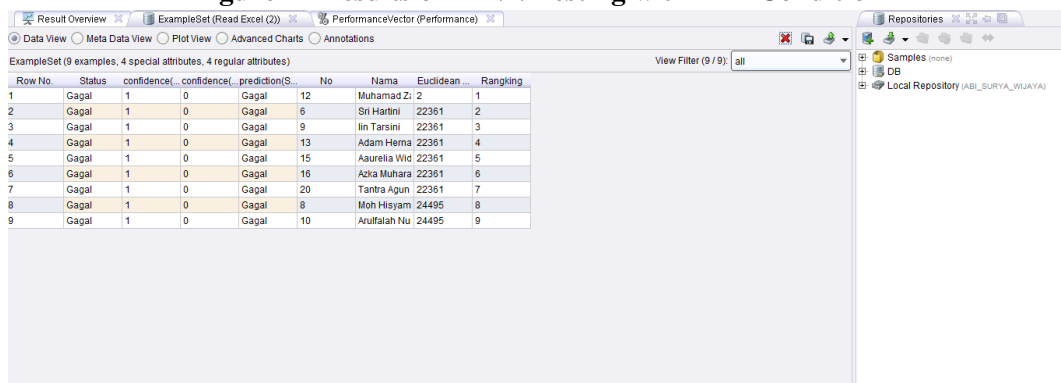 Result Overview ExampleSet (Read Excel (2)) PerformanceVector (Performance) Repositories
Data View Meta Data View Plot View Advanced Charts Annotations
ExampleSet (9 examples, 4 special attributes, 4 regular attributes) View Filter (9 / 9): all
Samples (none)
DB
Local Repository (ABI_SURYA_WIJAYA)
Row No. Status confidence(... confidence(... prediction(S... No Nama Euclidean ... Rangking
1 Gagal 1 0 Gagal 12 Muhamad Za 2 1
2 Gagal 1 0 Gagal 6 Sri Hartini 22361 2
3 Gagal 1 0 Gagal 9 Iin Tarsini 22361 3
4 Gagal 1 0 Gagal 13 Adam Herna 22361 4
5 Gagal 1 0 Gagal 15 Aaurelia Wid 22361 5
6 Gagal 1 0 Gagal 16 Azka Muhara 22361 6
7 Gagal 1 0 Gagal 20 Tantra Agun 22361 7
8 Gagal 1 0 Gagal 8 Moh Hisyam 24495 8
9 Gagal 1 0 Gagal 10 Arulfalah Nu 24495 9